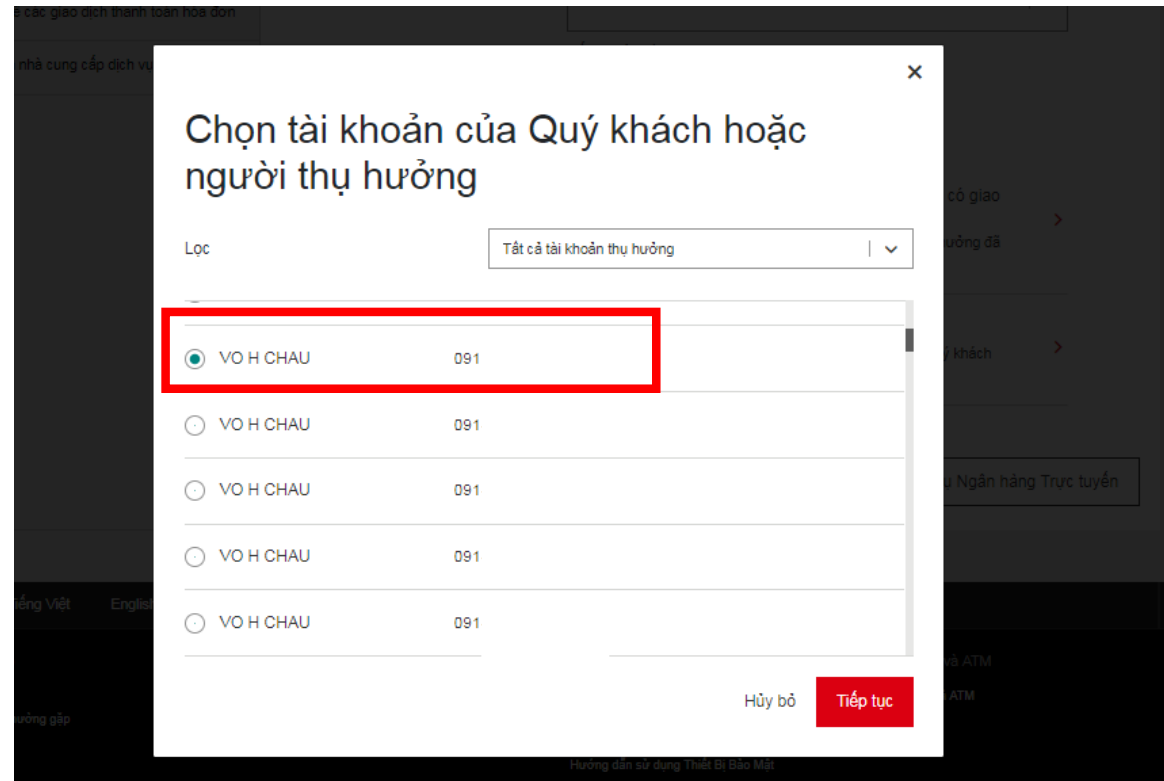 các giao dịch thanh toán hóa đơn
nhà cung cấp dịch vụ
×
Chọn tài khoản của Quý khách hoặc
người thụ hưởng
có giao
Lọc
Tất cả tài khoản thụ hưởng
ưởng đã
VO H CHAU 091
ý khách
VO H CHAU 091
VO H CHAU 091
ụ Ngân hàng Trực tuyến
VO H CHAU 091
iếng Việt English
VO H CHAU 091
và ATM
ATM
Hủy bỏ
Tiếp tục
ường gặp
Hướng dẫn sử dụng Thiết Bị Bảo Mật